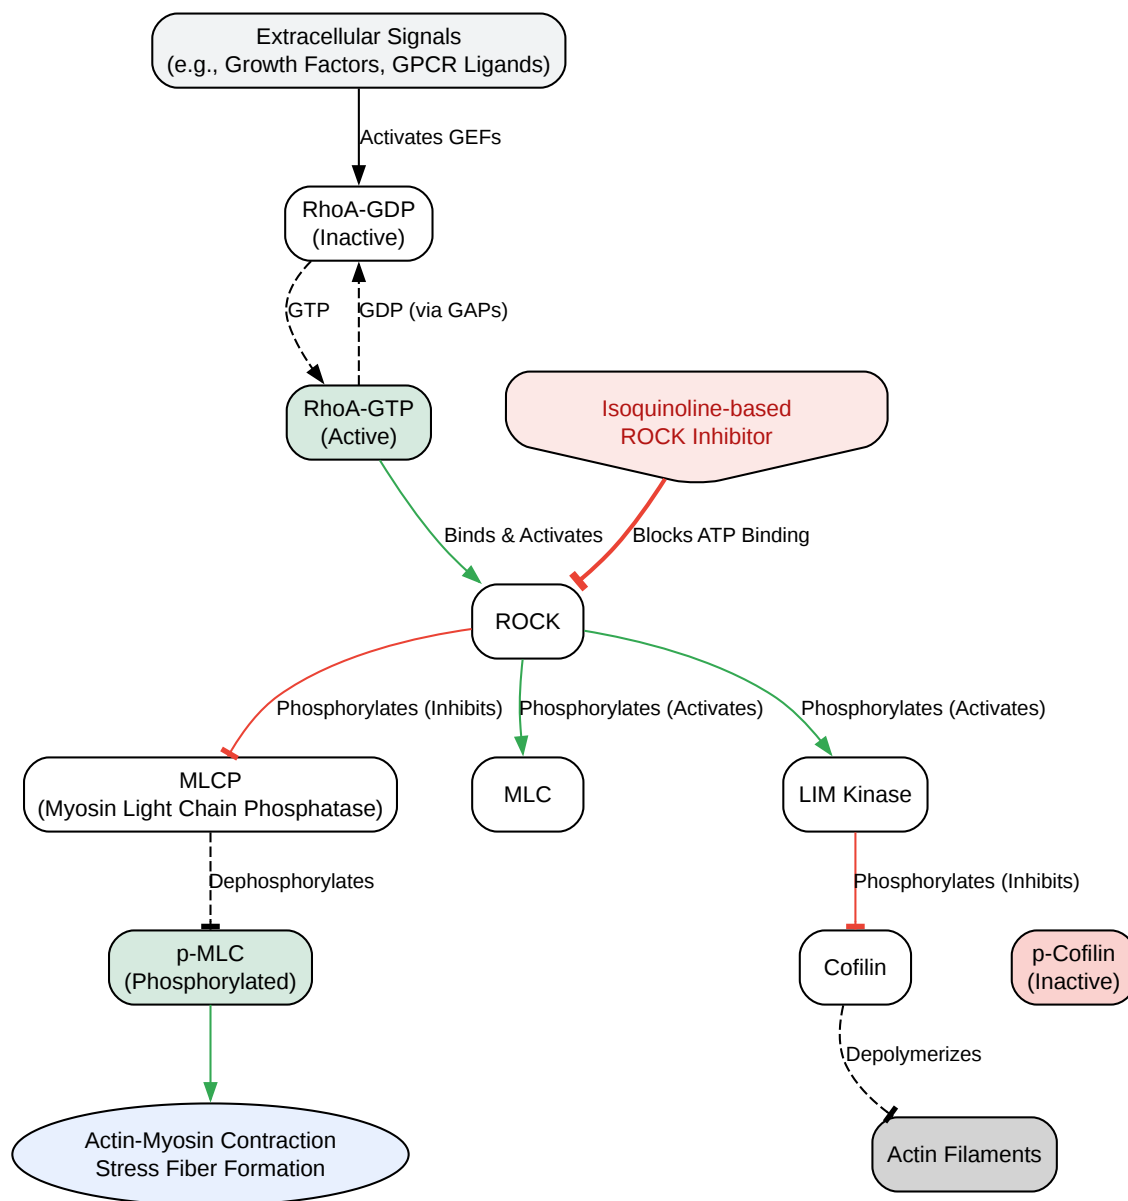 Extracellular Signals
(e.g., Growth Factors, GPCR Ligands)
Activates GEFs
RhoA-GDP
(Inactive)
GTP
GDP (via GAPs)
RhoA-GTP
(Active)
Isoquinoline-based
ROCK Inhibitor
Binds & Activates
Blocks ATP Binding
ROCK
Phosphorylates (Inhibits)
Phosphorylates (Activates)
Phosphorylates (Activates)
MLCP
(Myosin Light Chain Phosphatase)
MLC
LIM Kinase
Dephosphorylates
Phosphorylates (Inhibits)
p-MLC
(Phosphorylated)
Cofilin
p-Cofilin
(Inactive)
Depolymerizes
Actin-Myosin Contraction
Stress Fiber Formation
Actin Filaments